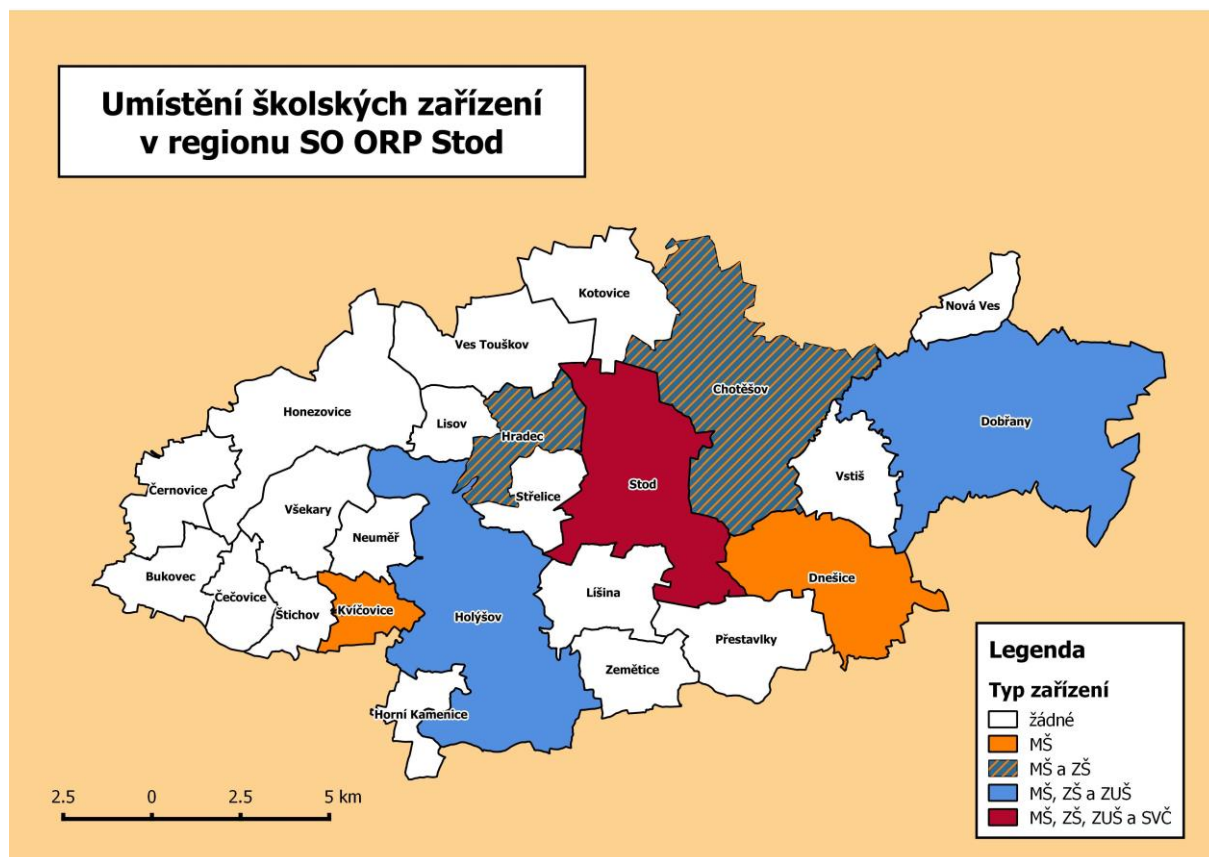 Umístění školských zařízení
v regionu SO ORP Stod
Kotovice
Nová Ves
Ves Touškov
Chotěšov
Honezovice
Lisov
Hradec
Dobřany
Vstiš
Stod
Střelice
Černovice
Všekary
Neuměř
Bukovec
Čečovice
Štichov
Kvíčovice
Holýšov
Líšina
Dnešice
Přestavlky
Zemětice
Horní Kamenice
Legenda
Typ zařízení
žádné
MŠ
MŠ a ZŠ
MŠ, ZŠ a ZUŠ
MŠ, ZŠ, ZUŠ a SVČ
2.5 0 2.5 5 km